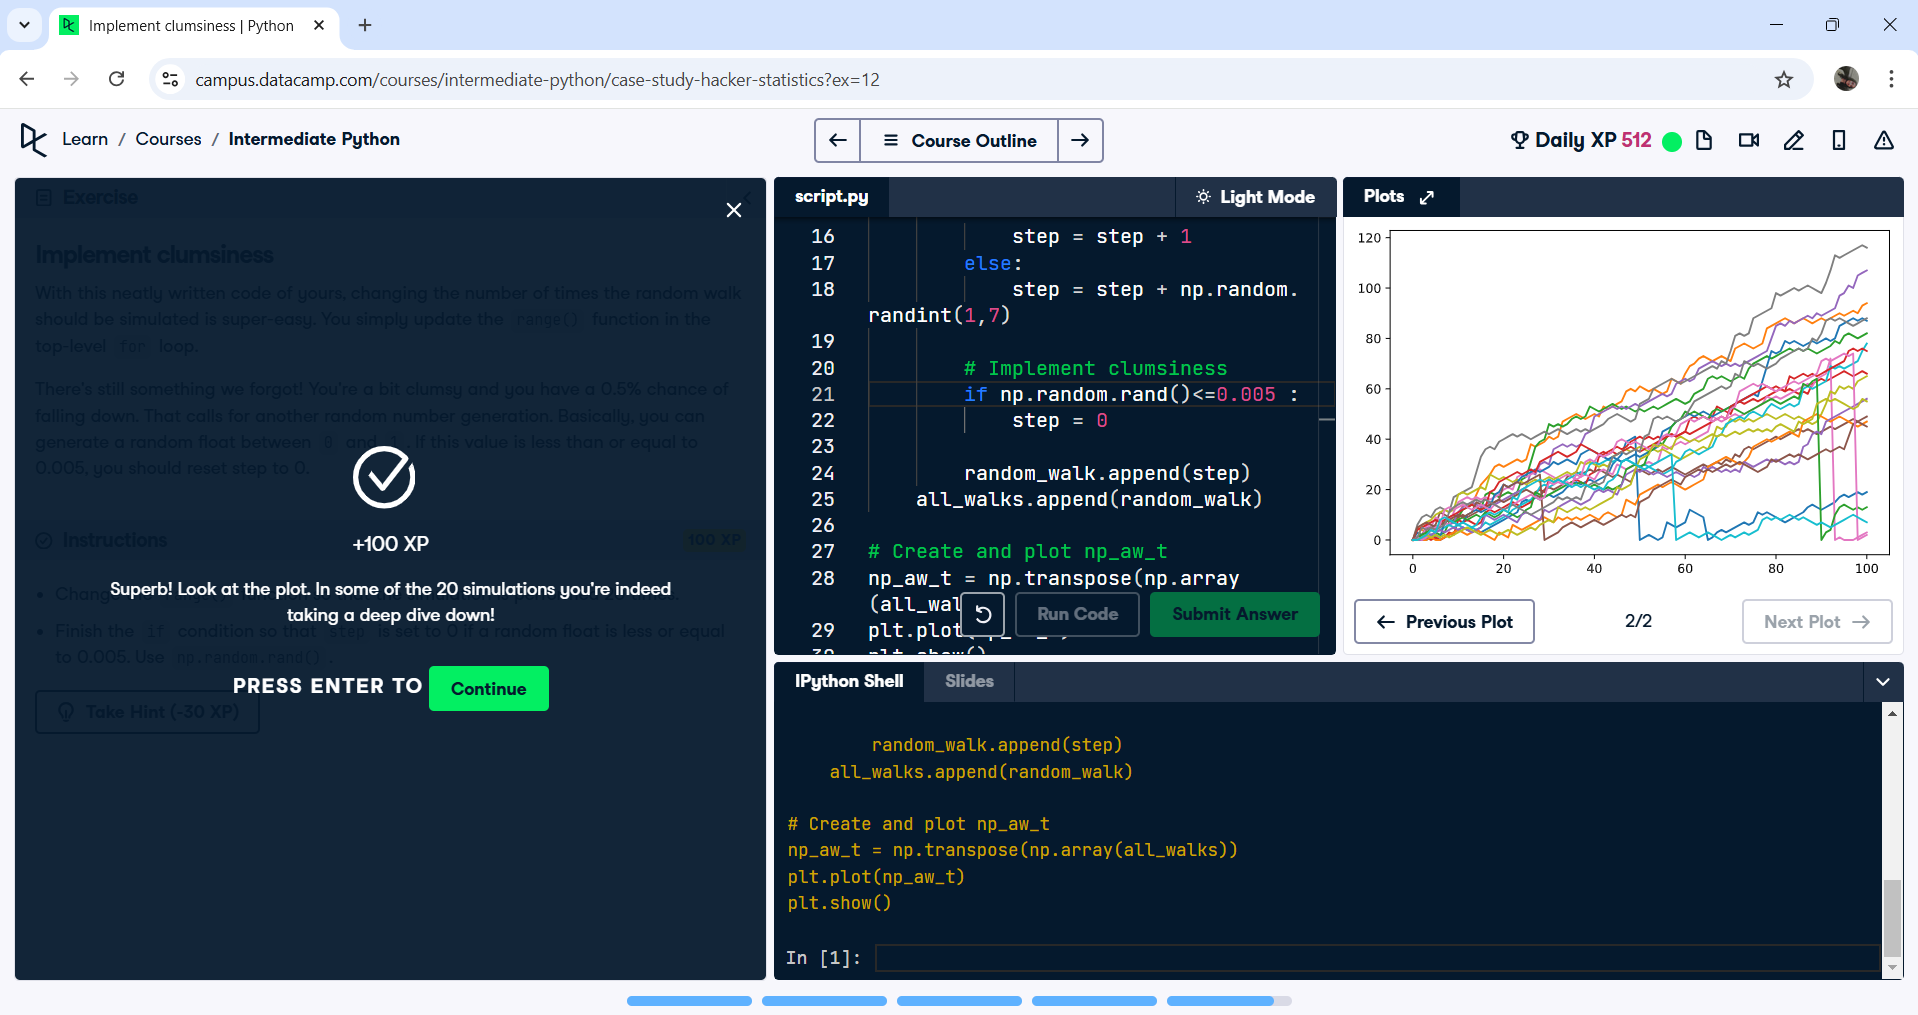 Implement clumsiness | Python
campus.datacamp.com/courses/intermediate-python/case-study-hacker-statistics?ex=12
Learn / Courses / Intermediate Python
Course Outline
Daily XP 512
Exercise
Implement clumsiness
With this neatly written code of yours, changing the number of times the random walk
should be simulated is super-easy. You simply update the range() function in the
top-level for loop.
There's still something we forgot! You're a bit clumsy and you have a 0.5% chance of
falling down. That calls for another random number generation. Basically, you can
generate a random float between 0 and 1. If this value is less than or equal to
0.005, you should reset step to 0.
+100 XP
Instructions
100 XP
Superb! Look at the plot. In some of the 20 simulations you're indeed
taking a deep dive down!
• Finish the if condition so that step is set to 0 if a random float is less or equal
to 0.005. Use np.random.rand().
PRESS ENTER TO Continue
Take Hint (-30 XP)
script.py
Light Mode
16 step = step + 1
17 else:
18 step = step + np.random.
randint(1,7)
19
20 # Implement clumsiness
21 if np.random.rand()<=0.005 :
22 step = 0
23
24 random_walk.append(step)
25 all_walks.append(random_walk)
26
27 # Create and plot np_aw_t
28 np_aw_t = np.transpose(np.array
(all_wal
29 plt.plot
30 plt.show()
Run Code
Submit Answer
Plots
120
100
80
60
40
20
0
0 20 40 60 80 100
Previous Plot
2/2
Next Plot
IPython Shell
Slides
random_walk.append(step)
all_walks.append(random_walk)
# Create and plot np_aw_t
np_aw_t = np.transpose(np.array(all_walks))
plt.plot(np_aw_t)
plt.show()
In [1]: